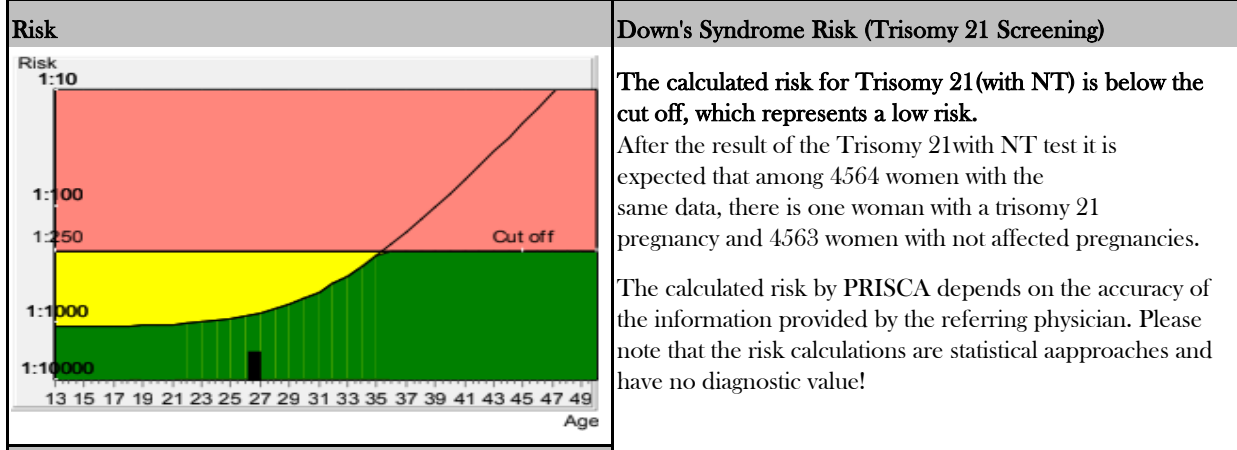 Risk
Risk
1:10
1:100
1:250
Cut off
1:1000
1:10000
13 15 17 19 21 23 25 27 29 31 33 35 37 39 41 43 45 47 49
Age
Down's Syndrome Risk (Trisomy 21 Screening)
The calculated risk for Trisomy 21(with NT) is below the
cut off, which represents a low risk.
After the result of the Trisomy 21with NT test it is
expected that among 4564 women with the
same data, there is one woman with a trisomy 21
pregnancy and 4563 women with not affected pregnancies.
The calculated risk by PRISCA depends on the accuracy of
the information provided by the referring physician. Please
note that the risk calculations are statistical aapproaches and
have no diagnostic value!